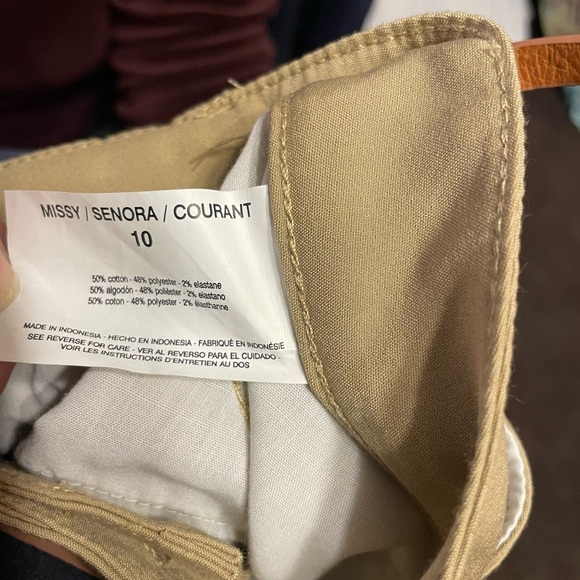 MISSY / SENORA / COURANT
10
50% cotton - 48% polyester - 2% elastane
50% algodón - 48% poliéster - 2% elastano
50% coton - 48% polyester - 2% élasthanne
MADE IN INDONESIA - HECHO EN INDONESIA - FABRIQUÉ EN INDONÉSIE
SEE REVERSE FOR CARE - VER AL REVERSO PARA EL CUIDADO -
VOIR LES INSTRUCTIONS D'ENTRETIEN AU DOS